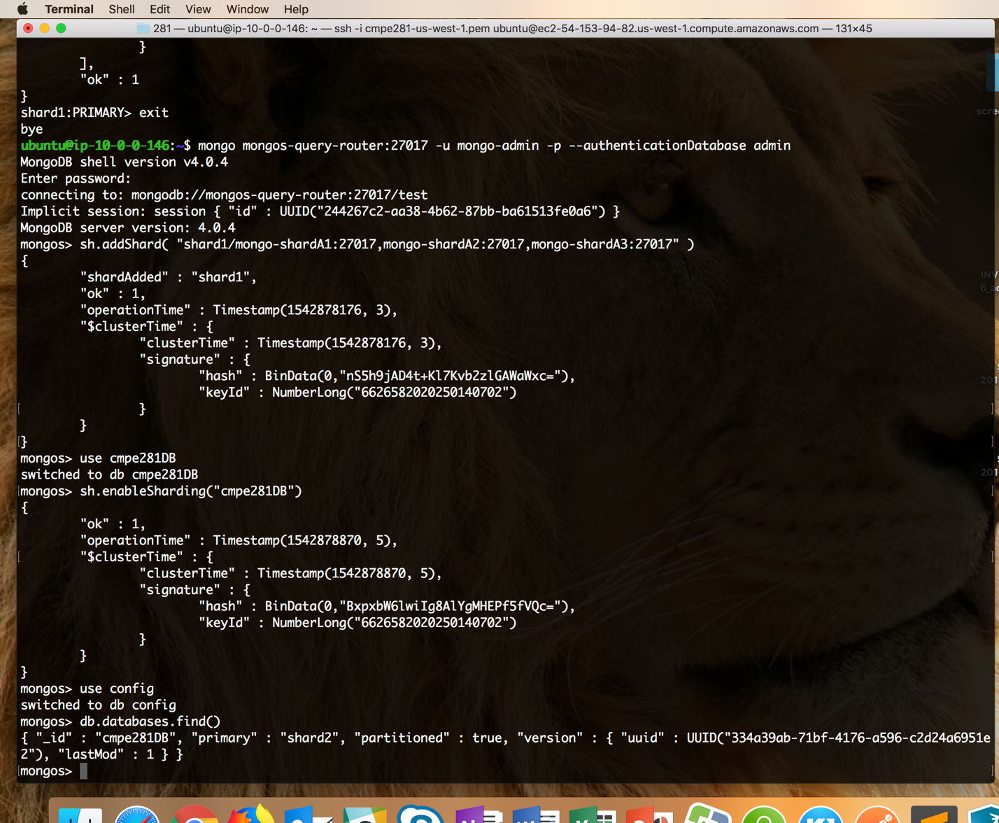 Terminal Shell Edit View Window Help
281 — ubuntu@ip-10-0-0-146: ~ — ssh -i cmpe281-us-west-1.pem ubuntu@ec2-54-153-94-82.us-west-1.compute.amazonaws.com — 131×45
}
],
"ok" : 1
}
shard1:PRIMARY> exit
bye
ubuntu@ip-10-0-0-146:~$ mongo mongos-query-router:27017 -u mongo-admin -p --authenticationDatabase admin
MongoDB shell version v4.0.4
Enter password:
connecting to: mongodb://mongos-query-router:27017/test
Implicit session: session { "id" : UUID("244267c2-aa38-4b62-87bb-ba61513fe0a6") }
MongoDB server version: 4.0.4
mongos> sh.addShard( "shard1/mongo-shardA1:27017,mongo-shardA2:27017,mongo-shardA3:27017" )
{
"shardAdded" : "shard1",
"ok" : 1,
"operationTime" : Timestamp(1542878176, 3),
"$clusterTime" : {
"clusterTime" : Timestamp(1542878176, 3),
"signature" : {
"hash" : BinData(0,"nS5h9jAD4t+Kl7Kvb2zlGAWaWxc="),
"keyId" : NumberLong("6626582020250140702")
}
}
}
mongos> use cmpe281DB
switched to db cmpe281DB
mongos> sh.enableSharding("cmpe281DB")
{
"ok" : 1,
"operationTime" : Timestamp(1542878870, 5),
"$clusterTime" : {
"clusterTime" : Timestamp(1542878870, 5),
"signature" : {
"hash" : BinData(0,"BxpxbW6lwiIg8AlYgMHEPf5fVQc="),
"keyId" : NumberLong("6626582020250140702")
}
}
}
mongos> use config
switched to db config
mongos> db.databases.find()
{ "_id" : "cmpe281DB", "primary" : "shard2", "partitioned" : true, "version" : { "uuid" : UUID("334a39ab-71bf-4176-a596-c2d24a6951e
2"), "lastMod" : 1 } }
mongos>